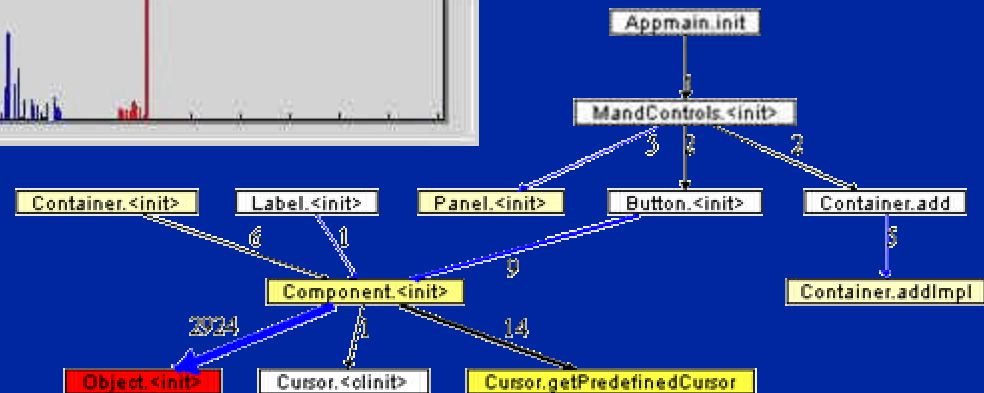 Appmain.init
1
MandControls.<init>
3 2 2
Container.<init> Label.<init> Panel.<init> Button.<init> Container.add
6 1 9 5
Component.<init> Container.addImpl
2924 1 14
Object.<init> Cursor.<clinit> Cursor.getPredefinedCursor